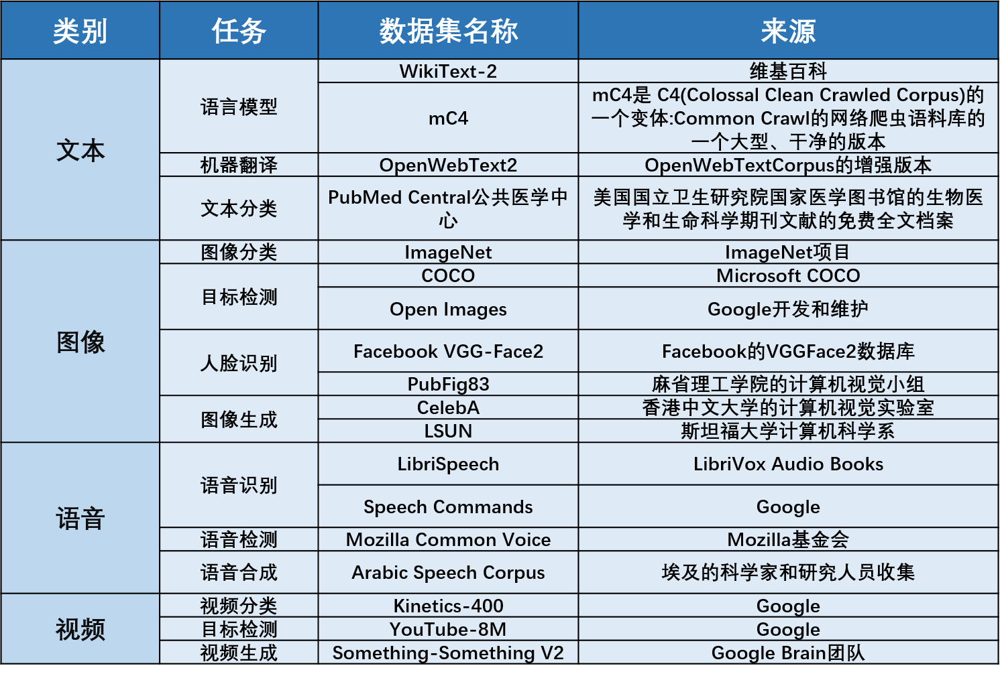 类别 任务 数据集名称 来源
文本
语言模型
WikiText-2 维基百科
mC4
mC4是 C4(Colossal Clean Crawled Corpus)的
一个变体:Common Crawl的网络爬虫语料库的
一个大型、干净的版本
机器翻译 OpenWebText2 OpenWebTextCorpus的增强版本
文本分类
PubMed Central公共医学中
心
美国国立卫生研究院国家医学图书馆的生物医
学和生命科学期刊文献的免费全文档案
图像
图像分类 ImageNet ImageNet项目
目标检测
COCO Microsoft COCO
Open Images Google开发和维护
人脸识别
Facebook VGG-Face2 Facebook的VGGFace2数据库
PubFig83 麻省理工学院的计算机视觉小组
图像生成
CelebA 香港中文大学的计算机视觉实验室
LSUN 斯坦福大学计算机科学系
语音
语音识别
LibriSpeech LibriVox Audio Books
Speech Commands Google
语音检测 Mozilla Common Voice Mozilla基金会
语音合成 Arabic Speech Corpus 埃及的科学家和研究人员收集
视频
视频分类 Kinetics-400 Google
目标检测 YouTube-8M Google
视频生成 Something-Something V2 Google Brain团队